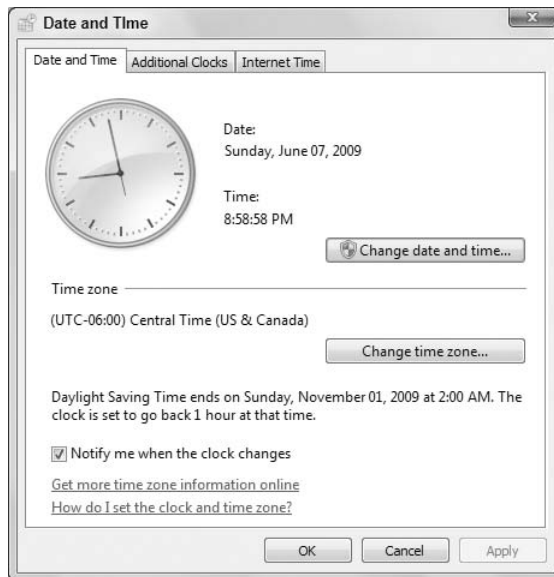 Date and TIme
Date and Time Additional Clocks Internet Time
Date:
Sunday, June 07, 2009
Time:
8:58:58 PM
Change date and time...
Time zone
(UTC-06:00) Central Time (US & Canada)
Change time zone...
Daylight Saving Time ends on Sunday, November 01, 2009 at 2:00 AM. The
clock is set to go back 1 hour at that time.
Notify me when the clock changes
Get more time zone information online
How do I set the clock and time zone?
OK Cancel Apply